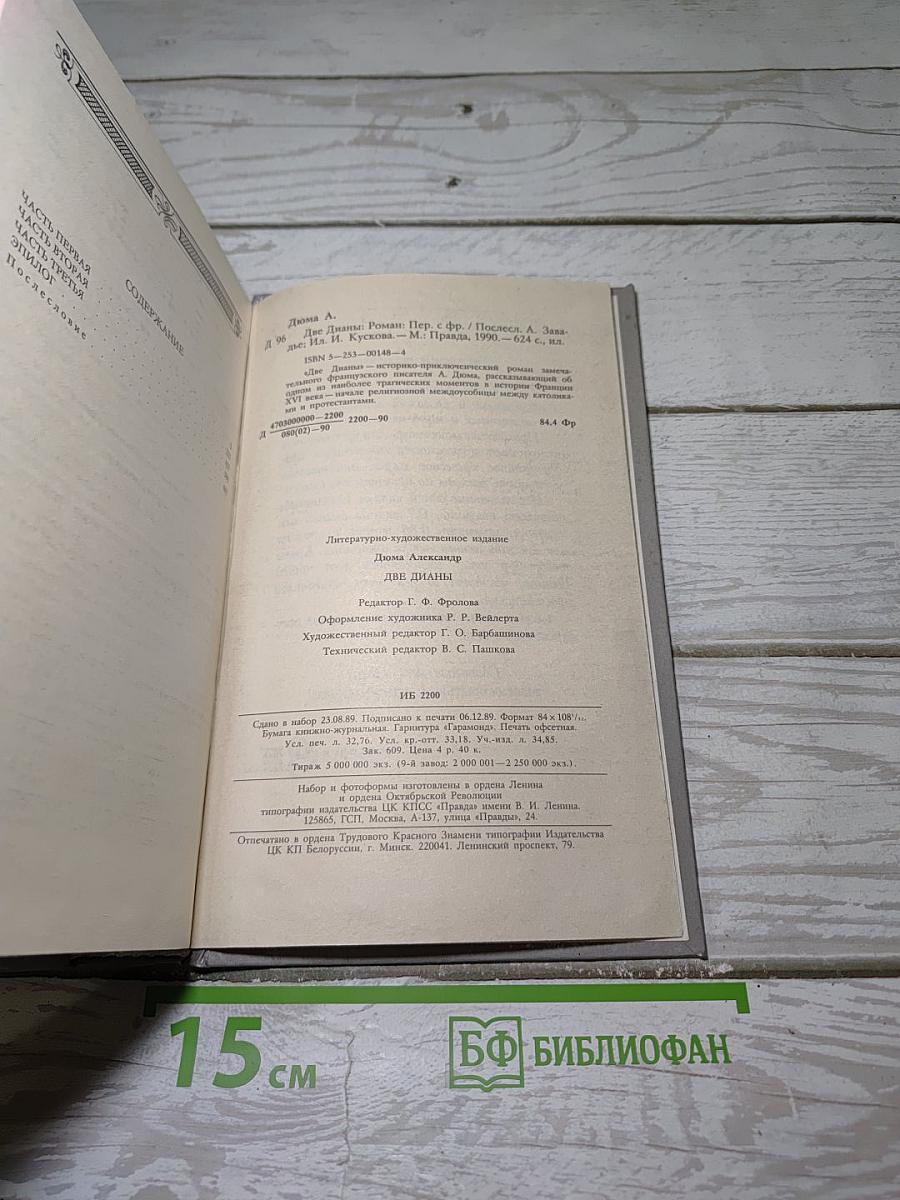 СОДЕРЖАНИЕ
ЧАСТЬ ПЕРВАЯ
ЧАСТЬ ВТОРАЯ
ЧАСТЬ ТРЕТЬЯ
ЭПИЛОГ
Послесловие
Дюма А.
Д 96 Две Дианы: Роман: Пер. с фр. / Послесл. А. Зава-
дье; Ил. И. Кускова. — М.: Правда, 1990. — 624 с., ил.
ISBN 5—253—00148—4
«Две Дианы» — историко-приключенческий роман замеча-
тельного французского писателя А. Дюма, рассказывающий об
одном из наиболее трагических моментов в истории Франции
XVI века — начале религиозной междоусобицы между католика-
ми и протестантами.
Д 4703000000—2200 2200—90 84.4 Фр
080(02)—90
Литературно-художественное издание
Дюма Александр
ДВЕ ДИАНЫ
Редактор Г. Ф. Фролова
Оформление художника Р. Р. Вейлерта
Художественный редактор Г. О. Барбашинова
Технический редактор В. С. Пашкова
ИБ 2200
Сдано в набор 23.08.89. Подписано к печати 06.12.89. Формат 84×108¹/₃₂.
Бумага книжно-журнальная. Гарнитура «Гарамонд». Печать офсетная.
Усл. печ. л. 32,76. Усл. кр.-отт. 33,18. Уч.-изд. л. 34,85.
Зак. 609. Цена 4 р. 40 к.
Тираж 5 000 000 экз. (9-й завод: 2 000 001—2 250 000 экз.).
Набор и фотоформы изготовлены в ордена Ленина
и ордена Октябрьской Революции
типографии издательства ЦК КПСС «Правда» имени В. И. Ленина.
125865, ГСП, Москва, А-137, улица «Правды», 24.
Отпечатано в ордена Трудового Красного Знамени типографии Издательства
ЦК КП Белоруссии, г. Минск. 220041. Ленинский проспект, 79.
15 см
БФ БИБЛИОФАН